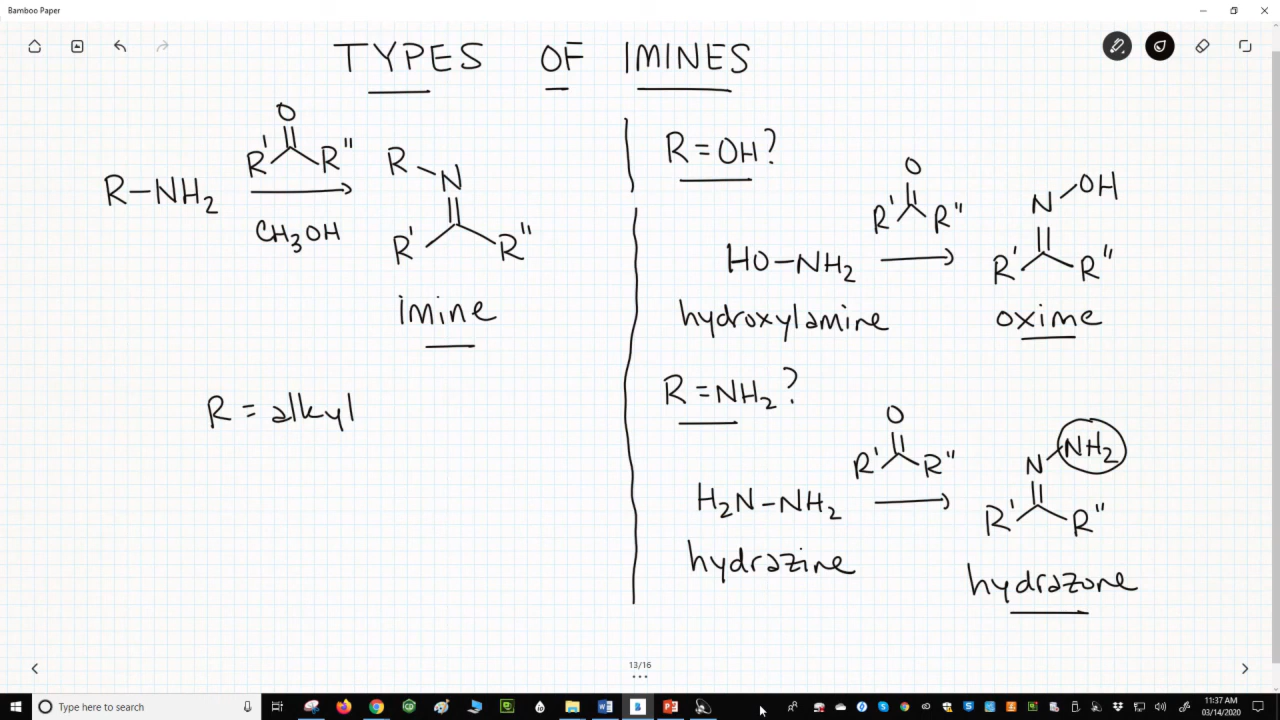 Bamboo Paper
TYPES OF IMINES
O
R' R"
R-NH₂
CH₃OH
R
N
R' R"
imine
R = alkyl
R=OH?
O
R' R"
HO-NH₂
hydroxylamine
N OH
R' R"
oxime
R=NH₂?
O
R' R"
H₂N-NH₂
hydrazine
N NH₂
R' R"
hydrazone
13/16
Type here to search
11:37 AM
03/14/2020